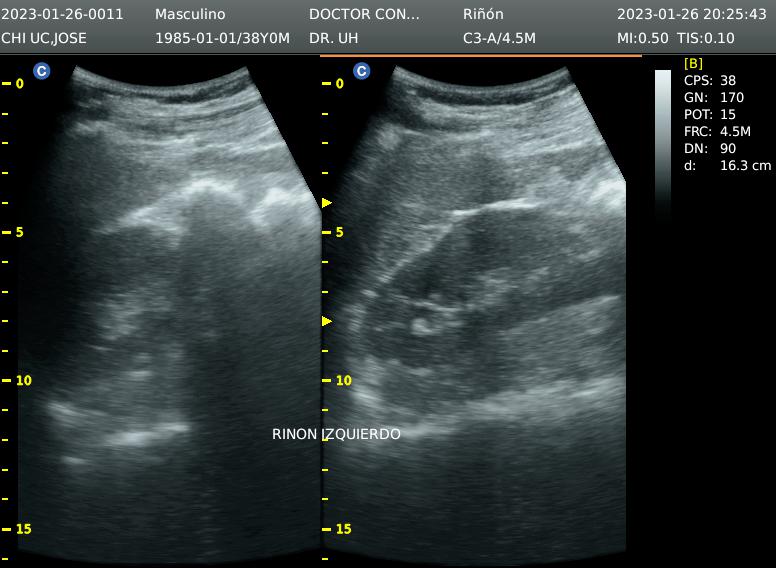 2023-01-26-0011 Masculino DOCTOR CON... Riñón 2023-01-26 20:25:43
CHI UC,JOSE 1985-01-01/38Y0M DR. UH C3-A/4.5M MI:0.50 TIS:0.10
C C
[B]
CPS: 38
GN: 170
POT: 15
FRC: 4.5M
DN: 90
d: 16.3 cm
0 0
5 5
10 10
RINON IZQUIERDO
15 15